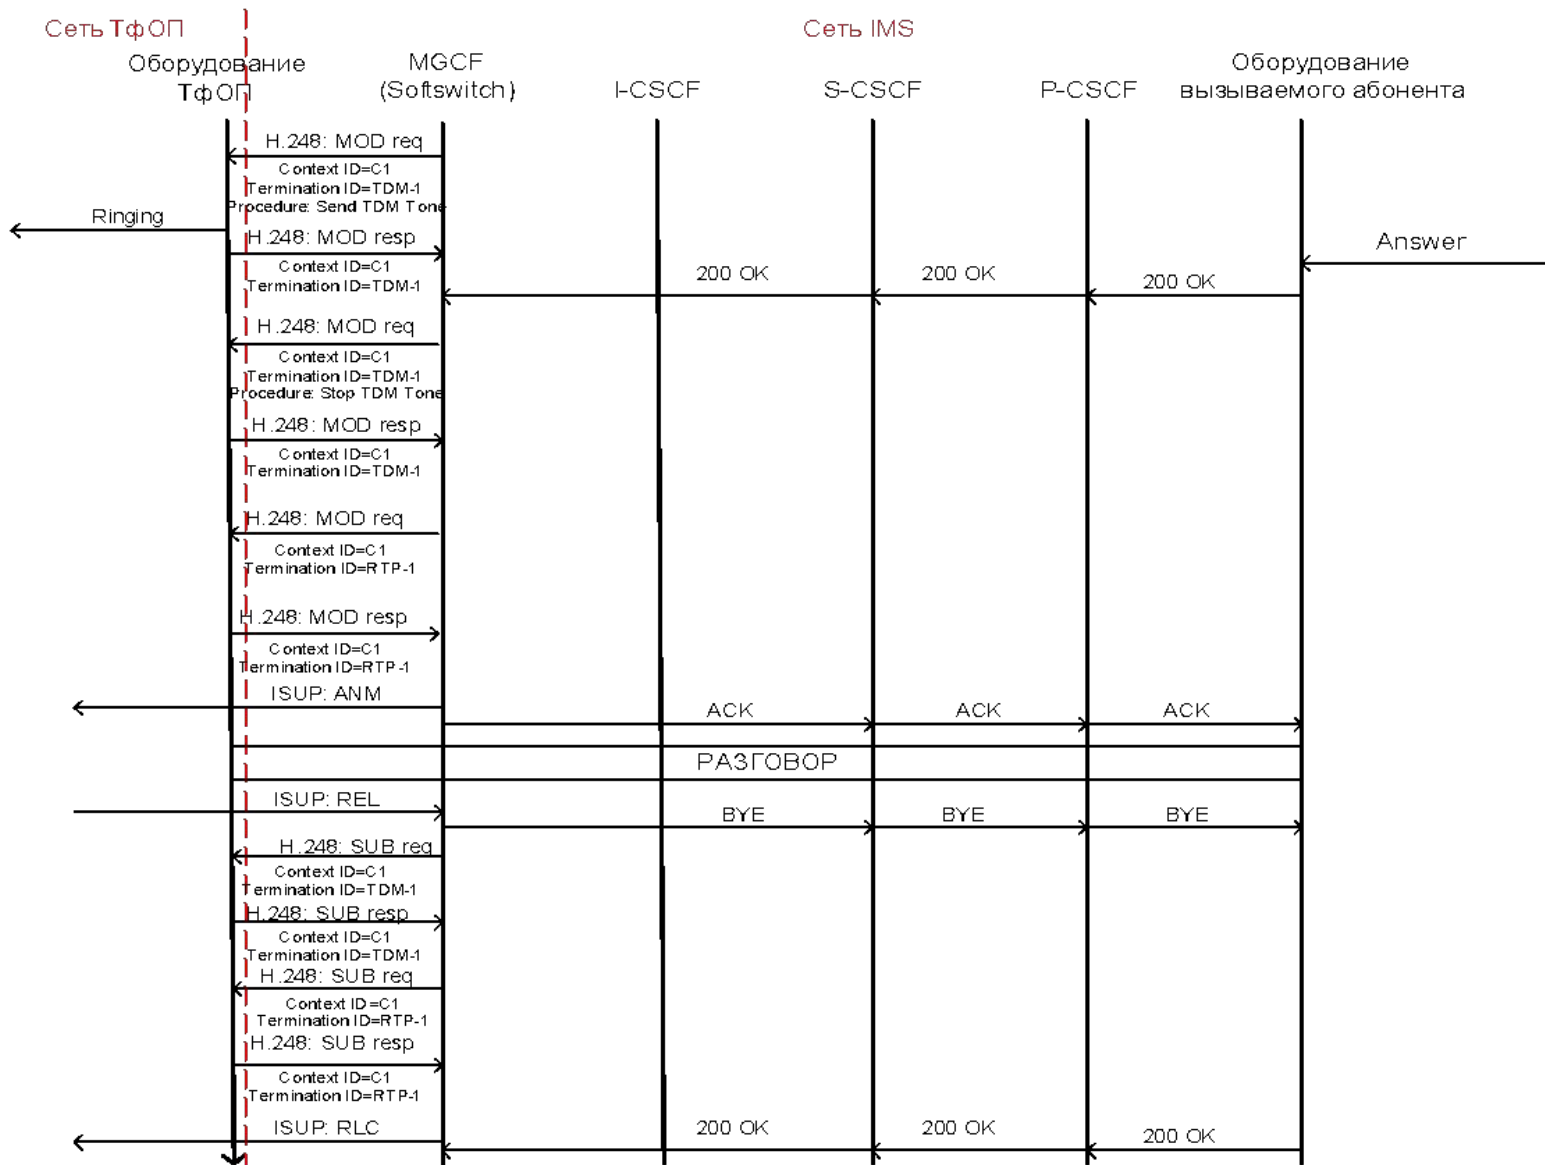 Сеть ТфОП
Сеть IMS
Оборудование
ТфОП
MGCF
(Softswitch)
I-CSCF
S-CSCF
P-CSCF
Оборудование
вызываемого абонента
H.248: MOD req
Context ID=C1
Termination ID=TDM-1
Procedure: Send TDM Tone
Ringing
H.248: MOD resp
Answer
Context ID=C1
Termination ID=TDM-1
200 OK
200 OK
200 OK
H.248: MOD req
Context ID=C1
Termination ID=TDM-1
Procedure: Stop TDM Tone
H.248: MOD resp
Context ID=C1
Termination ID=TDM-1
H.248: MOD req
Context ID=C1
Termination ID=RTP-1
H.248: MOD resp
Context ID=C1
Termination ID=RTP-1
ISUP: ANM
ACK
ACK
ACK
РАЗГОВОР
ISUP: REL
BYE
BYE
BYE
H.248: SUB req
Context ID=C1
Termination ID=TDM-1
H.248: SUB resp
Context ID=C1
Termination ID=TDM-1
H.248: SUB req
Context ID=C1
Termination ID=RTP-1
H.248: SUB resp
Context ID=C1
Termination ID=RTP-1
ISUP: RLC
200 OK
200 OK
200 OK